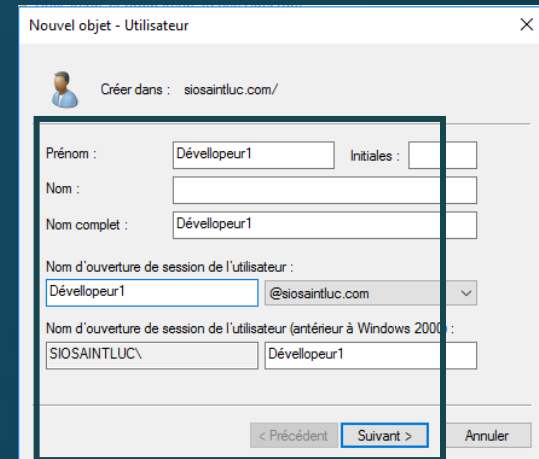 Nouvel objet - Utilisateur
Créer dans : siosaintluc.com/
Prénom : Dévellopeur1 Initiales :
Nom :
Nom complet : Dévellopeur1
Nom d'ouverture de session de l'utilisateur :
Dévellopeur1 @siosaintluc.com
Nom d'ouverture de session de l'utilisateur (antérieur à Windows 2000) :
SIOSAINTLUC\ Dévellopeur1
< Précédent Suivant > Annuler